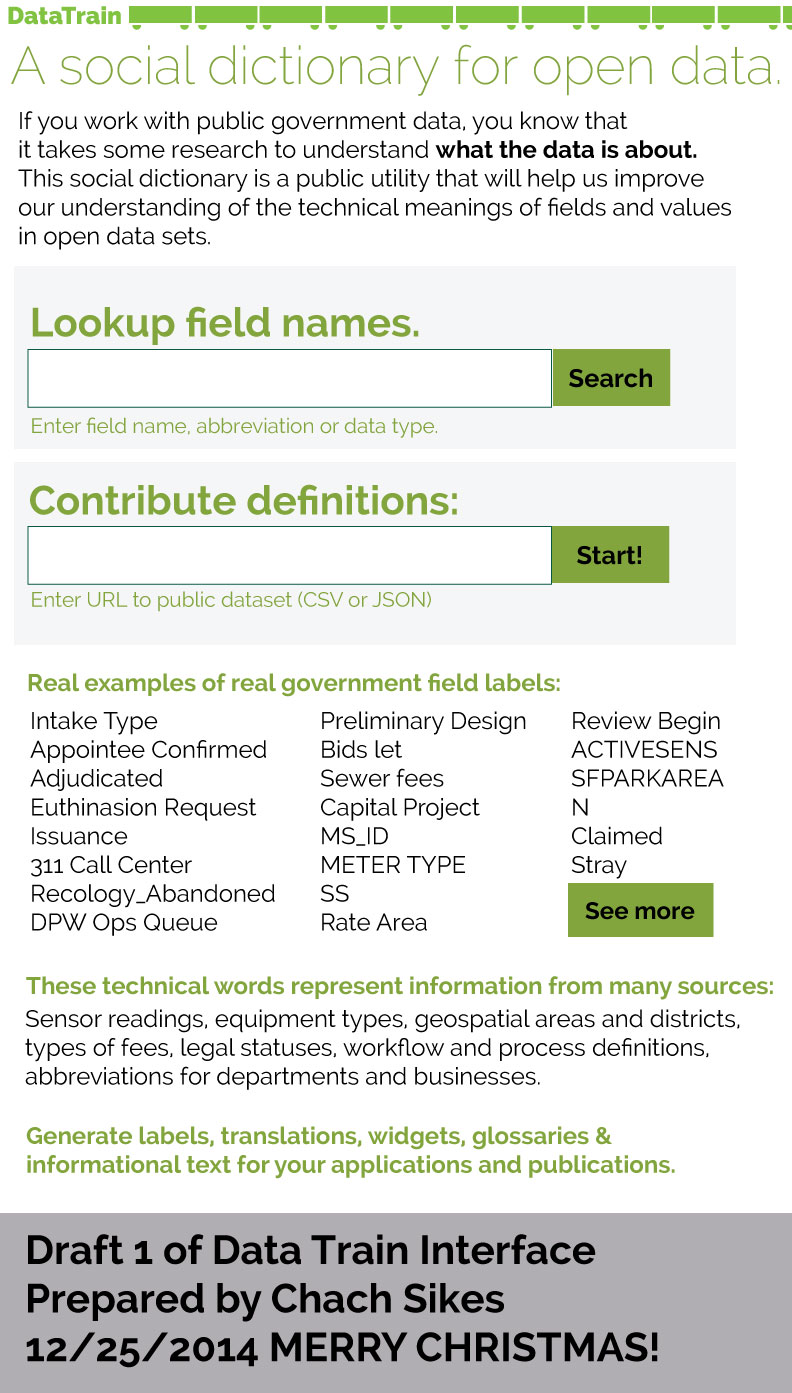 DataTrain
A social dictionary for open data.
If you work with public government data, you know that
it takes some research to understand what the data is about.
This social dictionary is a public utility that will help us improve
our understanding of the technical meanings of fields and values
in open data sets.
Lookup field names.
Search
Enter field name, abbreviation or data type.
Contribute definitions:
Start!
Enter URL to public dataset (CSV or JSON)
Real examples of real government field labels:
Intake Type
Appointee Confirmed
Adjudicated
Euthinasion Request
Issuance
311 Call Center
Recology_Abandoned
DPW Ops Queue
Preliminary Design
Bids let
Sewer fees
Capital Project
MS_ID
METER TYPE
SS
Rate Area
Review Begin
ACTIVESENS
SFPARKAREA
N
Claimed
Stray
See more
These technical words represent information from many sources:
Sensor readings, equipment types, geospatial areas and districts,
types of fees, legal statuses, workflow and process definitions,
abbreviations for departments and businesses.
Generate labels, translations, widgets, glossaries &
informational text for your applications and publications.
Draft 1 of Data Train Interface
Prepared by Chach Sikes
12/25/2014 MERRY CHRISTMAS!